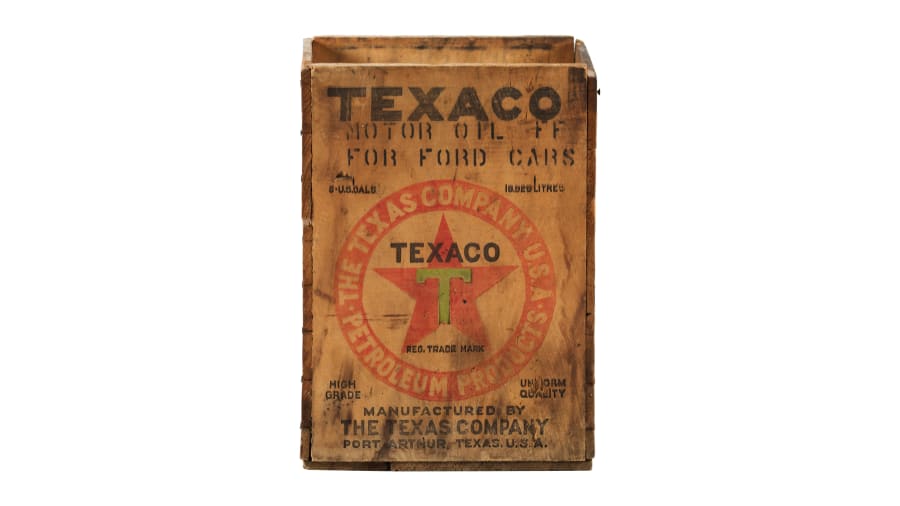 TEXACO
MOTOR OIL FF
FOR FORD CARS
5 U.S.GALS 18.929 LITRES
THE TEXAS COMPANY U.S.A.
TEXACO
T
REG. TRADE MARK
PETROLEUM PRODUCTS
HIGH GRADE
UNIFORM QUALITY
MANUFACTURED BY
THE TEXAS COMPANY
PORT ARTHUR, TEXAS. U.S.A.